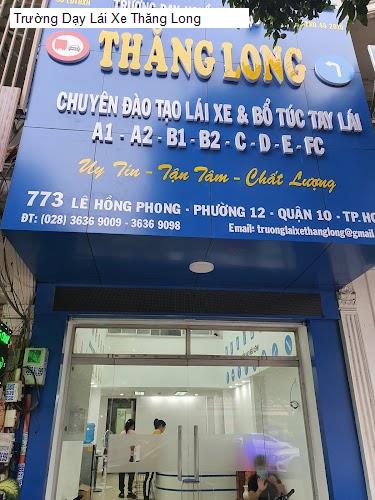 Trường Dạy Lái Xe Thăng Long
TRƯỜNG DẠY
THĂNG LONG
CHUYÊN ĐÀO TẠO LÁI XE & BỔ TÚC TAY LÁI
A1 - A2 - B1 - B2 - C - D - E - FC
Uy Tín - Tận Tâm - Chất Lượng
773 LÊ HỒNG PHONG - PHƯỜNG 12 - QUẬN 10 - TP.HC
ĐT: (028) 3636 9009 - 3636 9098
Email: truonglaixethanglong@gmail